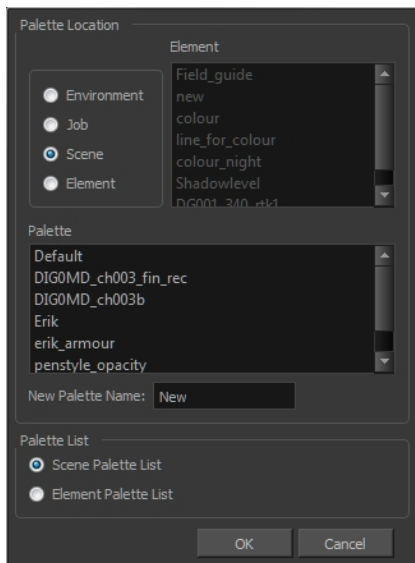 Palette Location
Element
Environment
Job
Scene
Element
Field_guide
new
colour
line_for_colour
colour_night
Shadowlevel
DG001_340_rtk1
Palette
Default
DIG0MD_ch003_fin_rec
DIG0MD_ch003b
Erik
erik_armour
penstyle_opacity
New Palette Name: New
Palette List
Scene Palette List
Element Palette List
OK Cancel